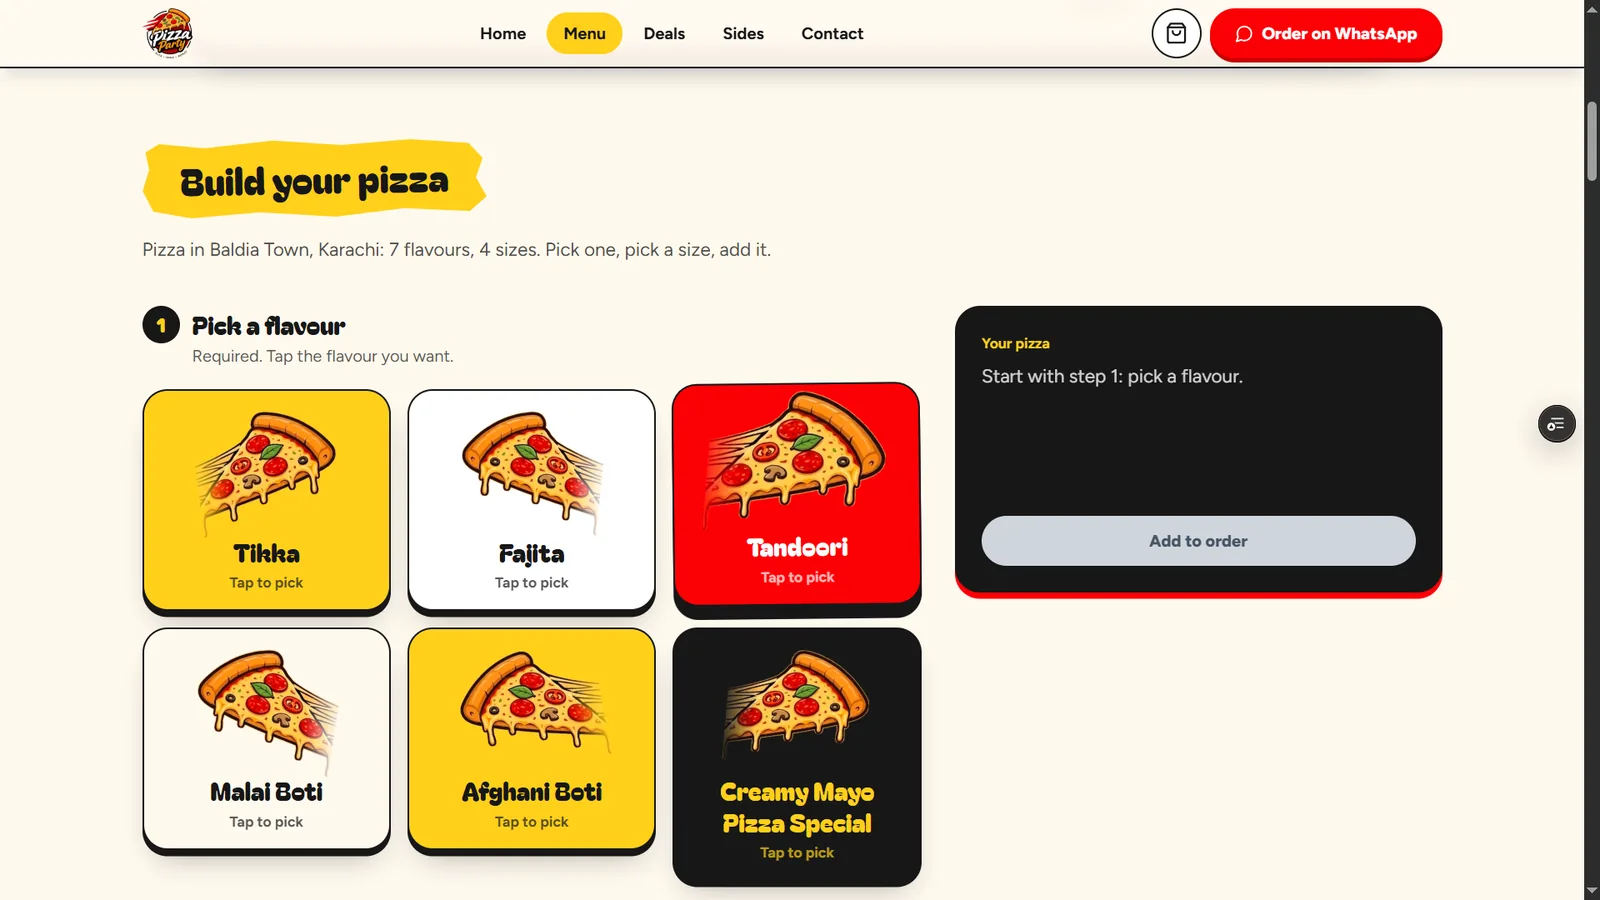 Pizza
Party
Home
Menu
Deals
Sides
Contact
Order on WhatsApp
Build your pizza
Pizza in Baldia Town, Karachi: 7 flavours, 4 sizes. Pick one, pick a size, add it.
1
Pick a flavour
Required. Tap the flavour you want.
Tikka
Tap to pick
Fajita
Tap to pick
Tandoori
Tap to pick
Malai Boti
Tap to pick
Afghani Boti
Tap to pick
Creamy Mayo
Pizza Special
Tap to pick
Your pizza
Start with step 1: pick a flavour.
Add to order